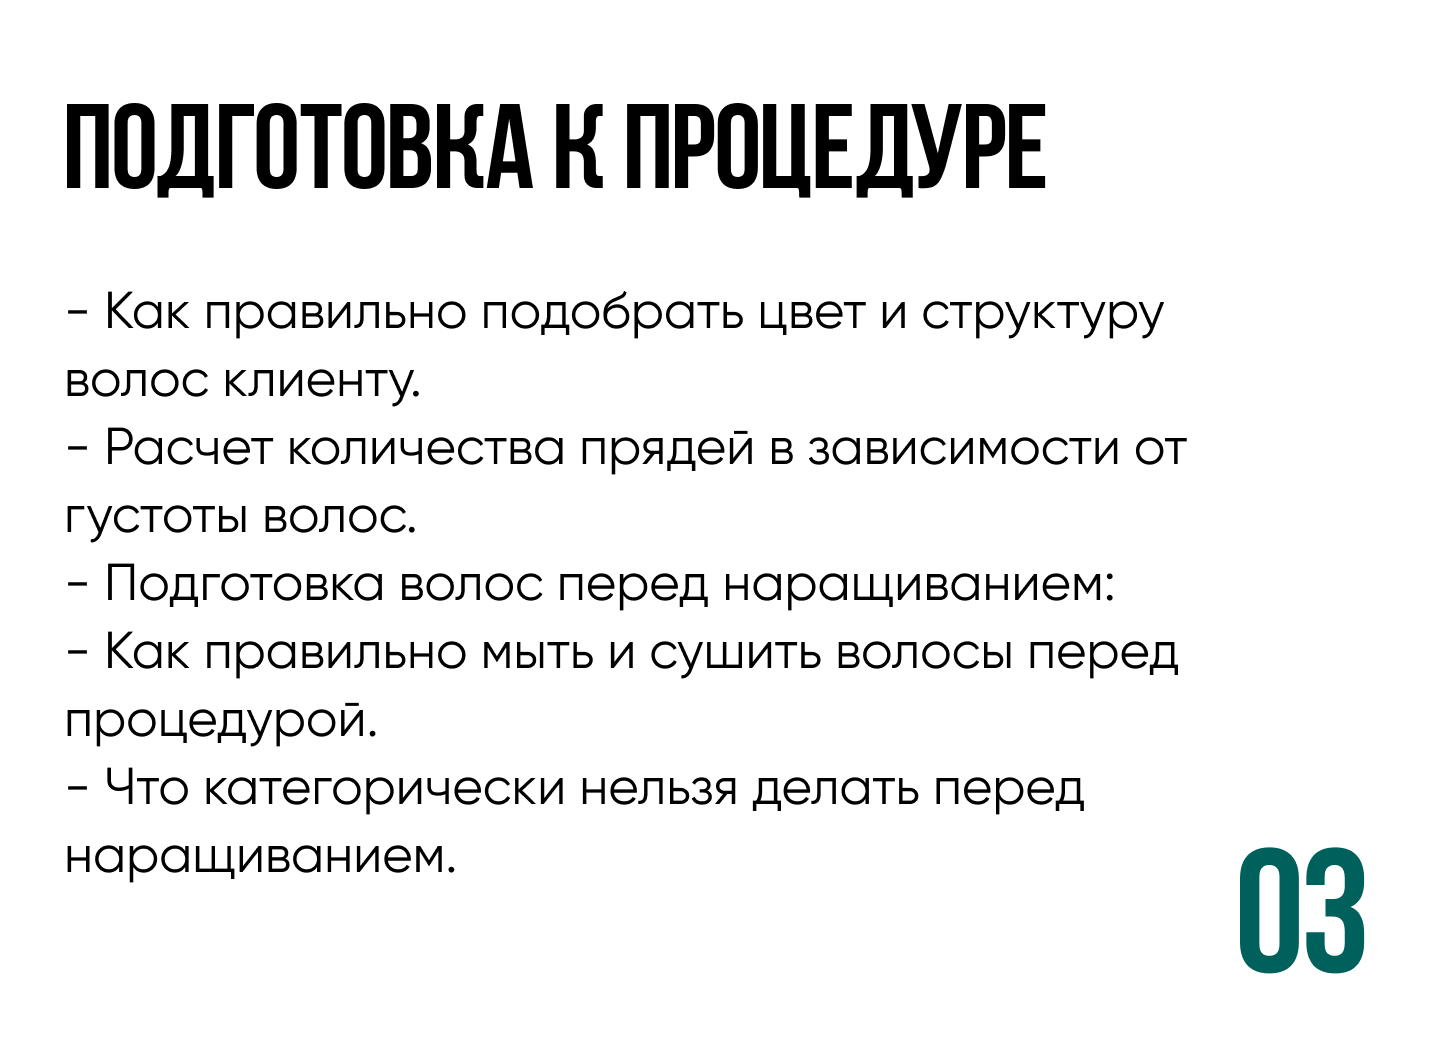 ПОДГОТОВКА К ПРОЦЕДУРЕ
- Как правильно подобрать цвет и структуру
волос клиенту.
- Расчет количества прядей в зависимости от
густоты волос.
- Подготовка волос перед наращиванием:
- Как правильно мыть и сушить волосы перед
процедурой.
- Что категорически нельзя делать перед
наращиванием.
03